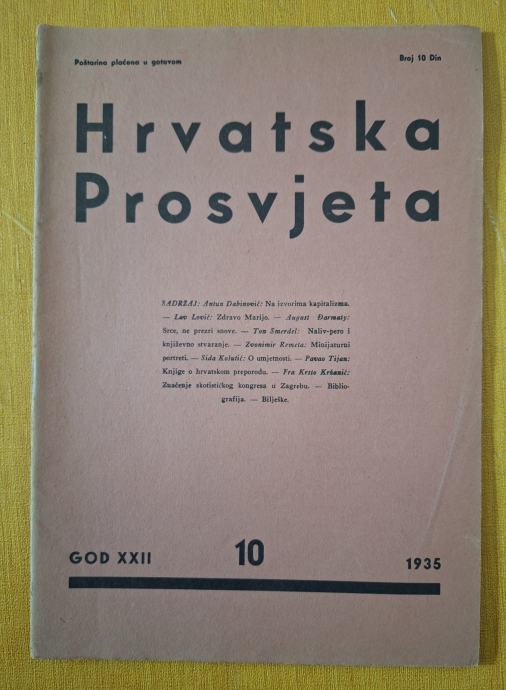 Poštarina plaćena u gotovom
Broj 10 Din
Hrvatska
Prosvjeta
SADRŽAJ: Antun Dabinović: Na izvorima kapitalizma.
— Lav Lović: Zdravo Marijo. — August Đarmaty:
Srce, ne prezri snove. — Ton Smerdel: Naliv-pero i
književno stvaranje. — Zvonimir Remeta: Minijaturni
portreti. — Sida Košutić: O umjetnosti. — Pavao Tijan:
Knjige o hrvatskom preporodu. — Fra Krsto Kržanić:
Značenje skotističkog kongresa u Zagrebu. — Biblio-
grafija. — Bilješke.
GOD XXII
10
1935